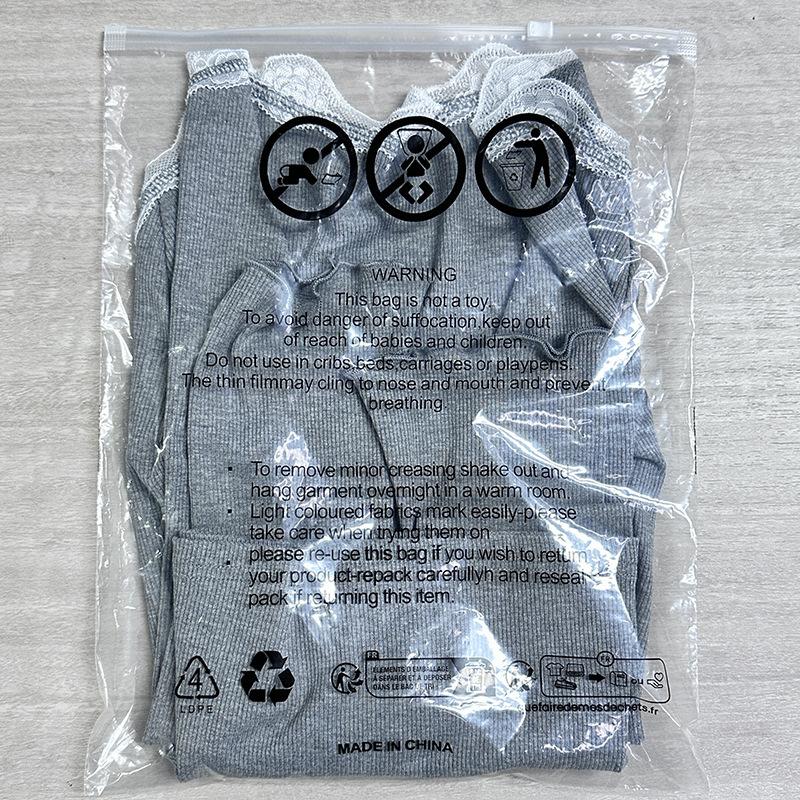 WARNING
This bag is not a toy.
To avoid danger of suffocation,keep out
of reach of babies and children
Do not use in cribs,beds,carriages or playpens.
The thin filmmay cling to nose and mouth and prevent
breathing.
To remove minor creasing shake out and
hang garment overnight in a warm room.
Light coloured fabrics mark easily-please
take care when trying them on
please re-use this bag if you wish to return
your product-repack carefullyh and reseal
pack if returning this item.
4
LDPE
FR
ÉLÉMENTS D'EMBALLAGE
À SÉPARER ET À DÉPOSER
DANS LE BAC DE TRI
FR
OU
quefairedemesdechets.fr
MADE IN CHINA